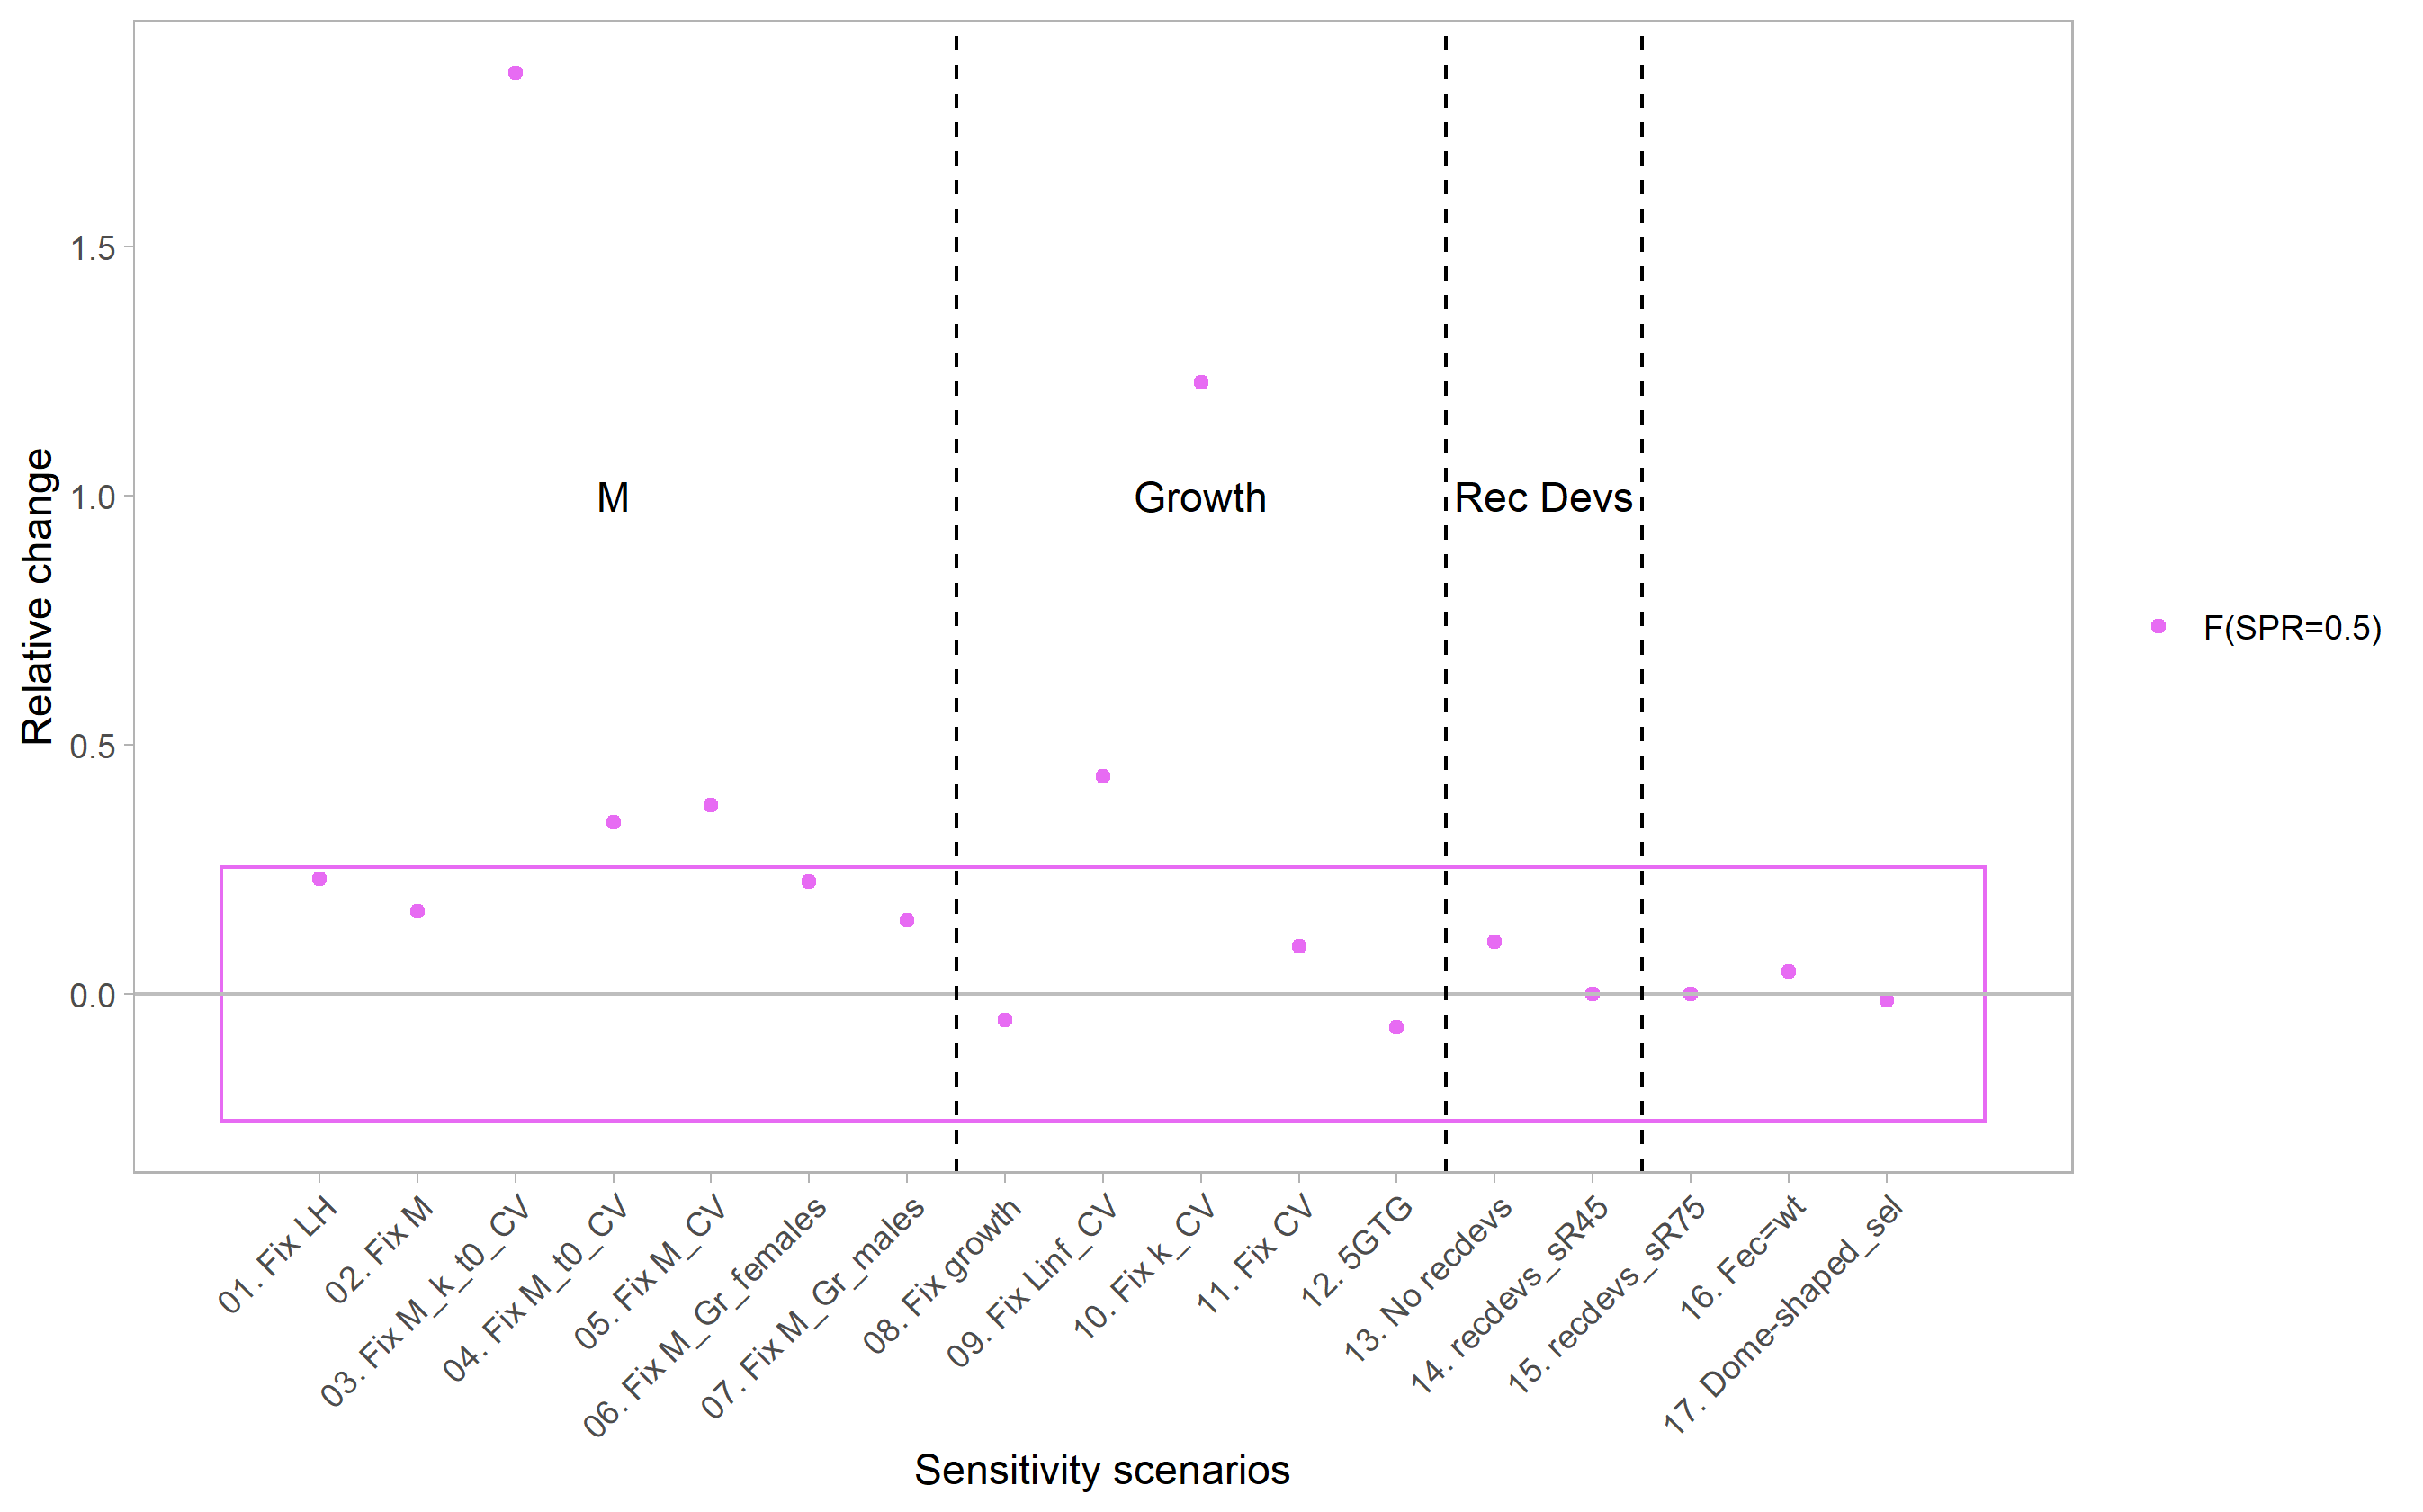 Relative change
1.5
1.0
0.5
0.0
M
Growth
Rec Devs
F(SPR=0.5)
01. Fix LH
02. Fix M
03. Fix M_k_t0_CV
04. Fix M_t0_CV
05. Fix M_CV
06. Fix M_Gr_females
07. Fix M_Gr_males
08. Fix growth
09. Fix Linf_CV
10. Fix k_CV
11. Fix CV
12. 5GTG
13. No recdevs
14. recdevs_sR45
15. recdevs_sR75
16. Fec=wt
17. Dome-shaped_sel
Sensitivity scenarios